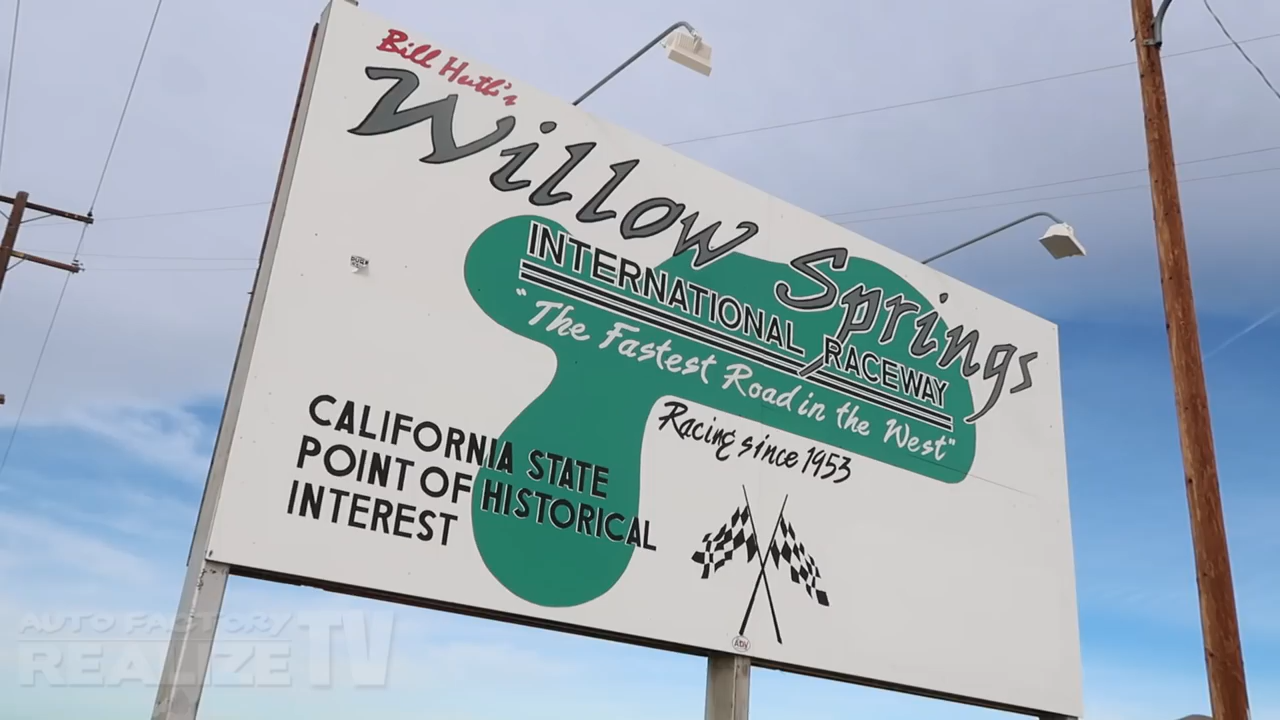 Bill Huth's
Willow Springs
INTERNATIONAL RACEWAY
"The Fastest Road in the West"
Racing since 1953
CALIFORNIA STATE
POINT OF HISTORICAL
INTEREST
AUTO FACTORY
REALIZE TV